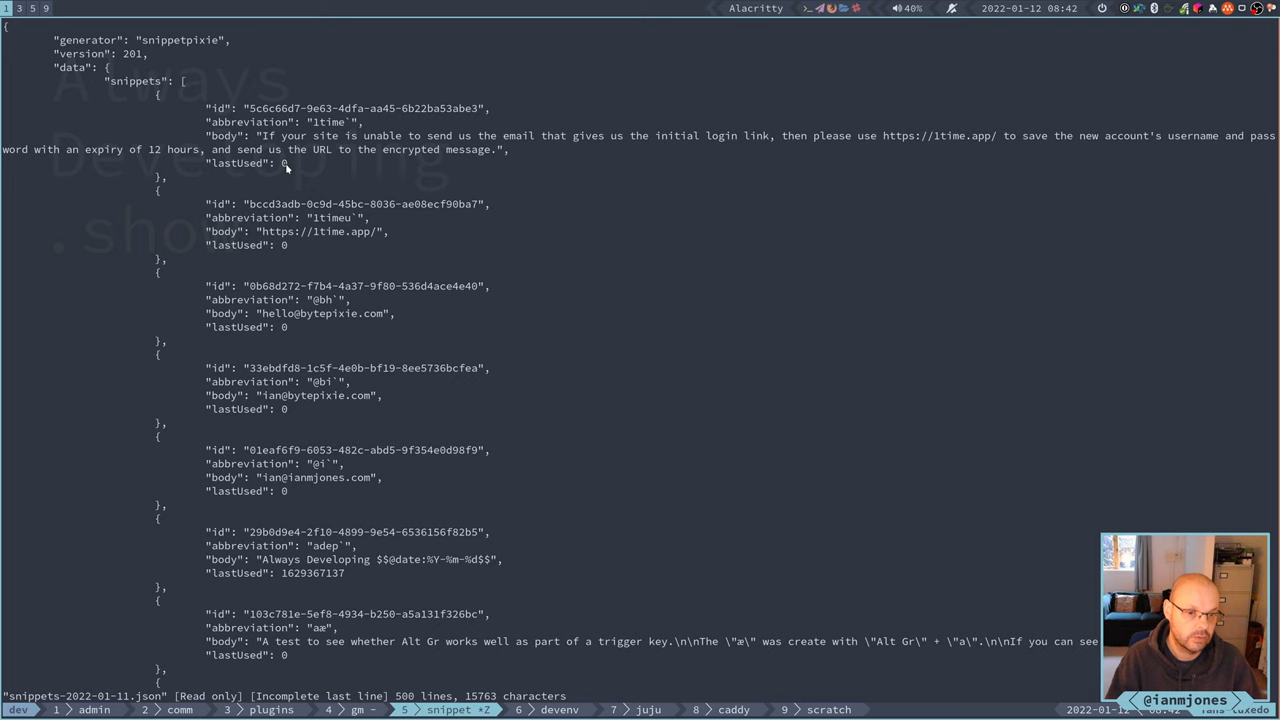 1 3 5 9 Alacritty 40% 2022-01-12 08:42
{
"generator": "snippetpixie",
"version": 201,
"data": {
"snippets": [
{
"id": "5c6c66d7-9e63-4dfa-aa45-6b22ba53abe3",
"abbreviation": "1time`",
"body": "If your site is unable to send us the email that gives us the initial login link, then please use https://1time.app/ to save the new account's username and pass
word with an expiry of 12 hours, and send us the URL to the encrypted message.",
"lastUsed": 0
},
{
"id": "bccd3adb-0c9d-45bc-8036-ae08ecf90ba7",
"abbreviation": "1timeu`",
"body": "https://1time.app/",
"lastUsed": 0
},
{
"id": "0b68d272-f7b4-4a37-9f80-536d4ace4e40",
"abbreviation": "@bh`",
"body": "hello@bytepixie.com",
"lastUsed": 0
},
{
"id": "33ebdfd8-1c5f-4e0b-bf19-8ee5736bcfea",
"abbreviation": "@bi`",
"body": "ian@bytepixie.com",
"lastUsed": 0
},
{
"id": "01eaf6f9-6053-482c-abd5-9f354e0d98f9",
"abbreviation": "@i`",
"body": "ian@ianmjones.com",
"lastUsed": 0
},
{
"id": "29b0d9e4-2f10-4899-9e54-6536156f82b5",
"abbreviation": "adep`",
"body": "Always Developing $$@date:%Y-%m-%d$$",
"lastUsed": 1629367137
},
{
"id": "103c781e-5ef8-4934-b250-a5a131f326bc",
"abbreviation": "aæ",
"body": "A test to see whether Alt Gr works well as part of a trigger key.\n\nThe \"æ\" was create with \"Alt Gr\" + \"a\".\n\nIf you can see
"lastUsed": 0
},
{
"snippets-2022-01-11.json" [Read only] [Incomplete last line] 500 lines, 15763 characters
dev 1 admin 2 comm 3 plugins 4 gm - 5 snippet *Z 6 devenv 7 juju 8 caddy 9 scratch 2022-01-12
Always
Developing
.sho
@ianmjones